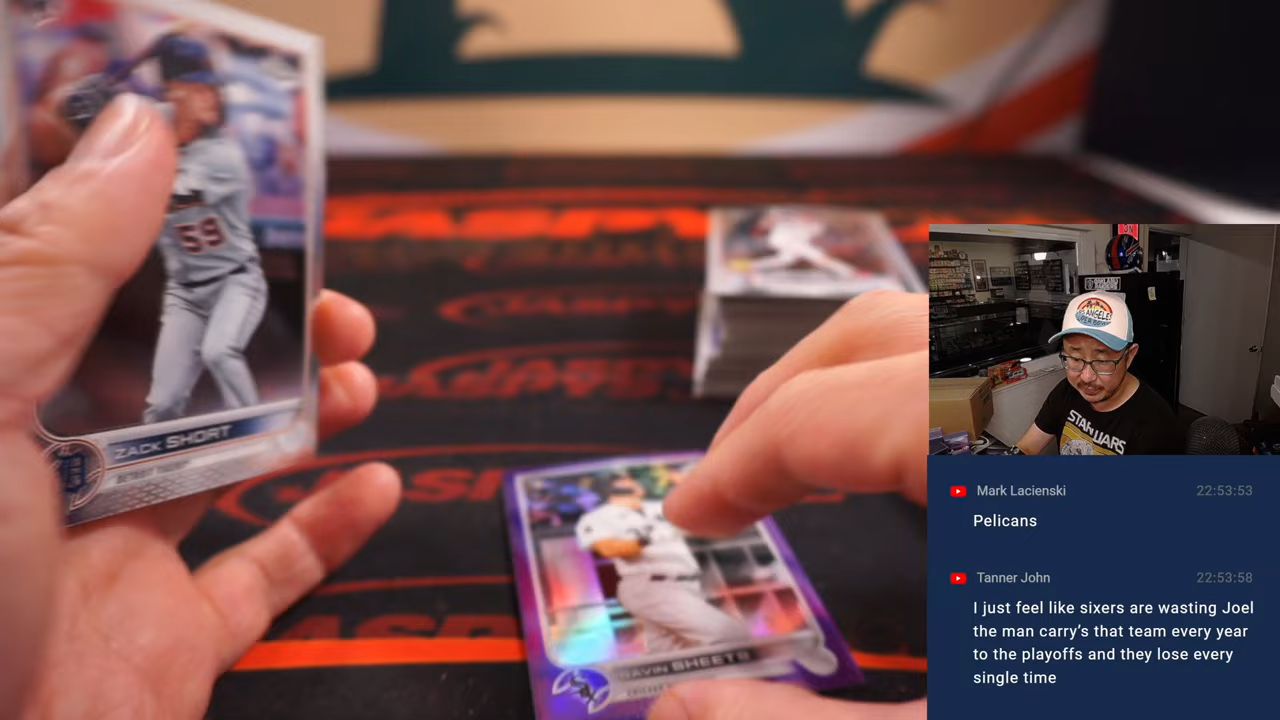 59
ZACK SHORT
GAVIN SHEETS
LOS ANGELES
STAR WARS
Mark Lacienski 22:53:53
Pelicans
Tanner John 22:53:58
I just feel like sixers are wasting Joel
the man carry's that team every year
to the playoffs and they lose every
single time